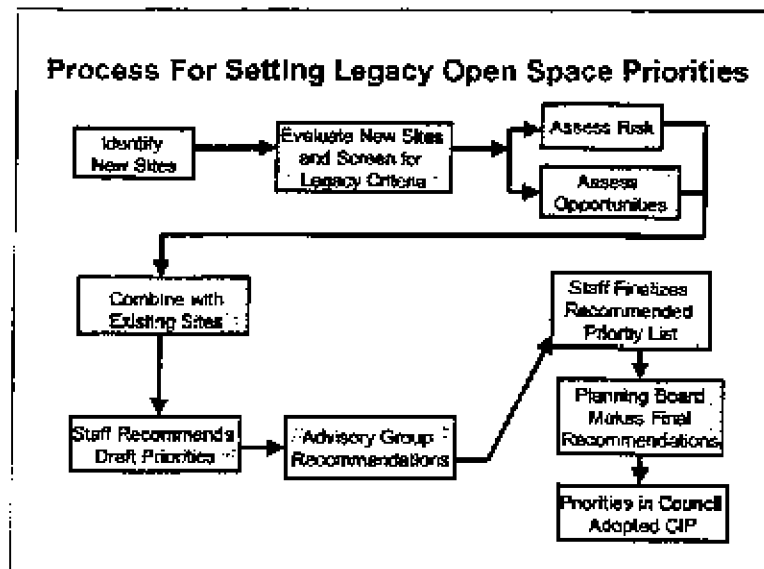 Process For Setting Legacy Open Space Priorities
Identify
New Sites
Evaluate New Sites
and Screen for
Legacy Criteria
Assess Risk
Assess
Opportunities
Combine with
Existing Sites
Staff Recommends
Draft Priorities
Advisory Group
Recommendations
Staff Finalizes
Recommended
Priority List
Planning Board
Makes Final
Recommendations
Priorities in Council
Adopted CIP